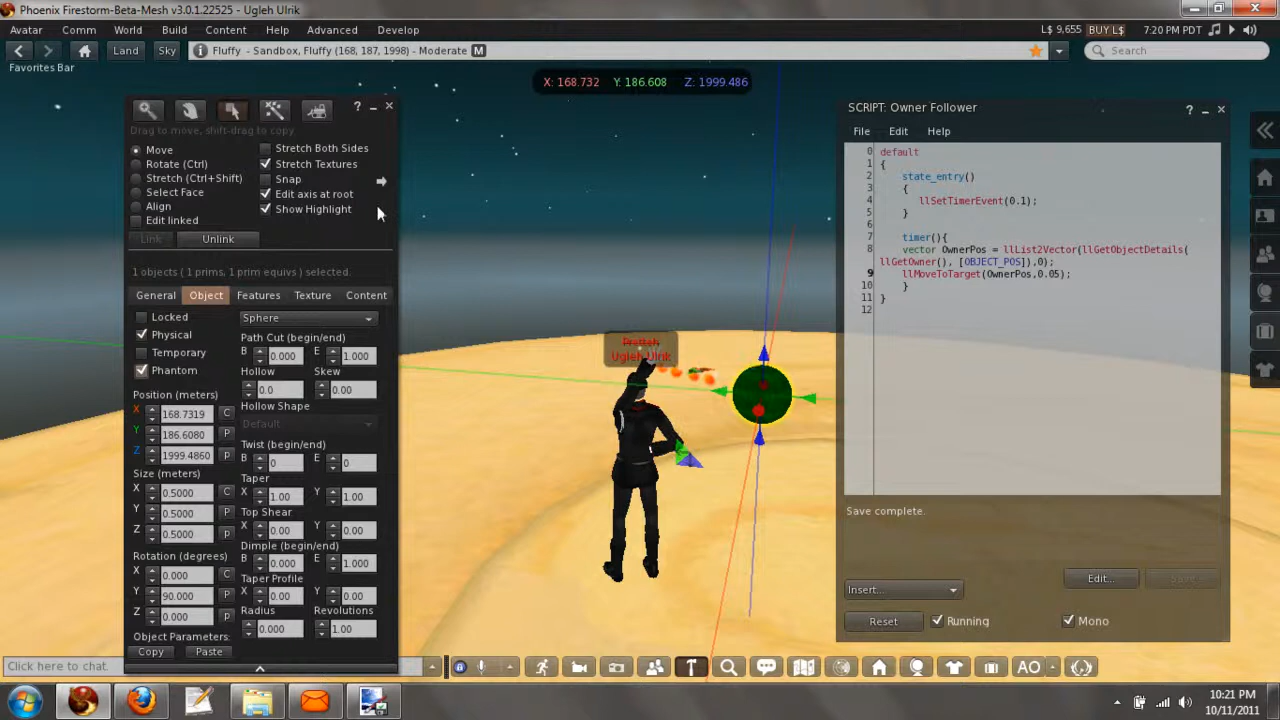 Phoenix Firestorm-Beta-Mesh v3.0.1.22525 - Ugleh Ulrik
Avatar Comm World Build Content Help Advanced Develop
L$ 9,655 BUY L$ 7:20 PM PDT
Land Sky Fluffy - Sandbox, Fluffy (168, 187, 1998) - Moderate M
Search
Favorites Bar
X: 168.732 Y: 186.608 Z: 1999.486
?
Drag to move, shift-drag to copy
Move
Rotate (Ctrl)
Stretch (Ctrl+Shift)
Select Face
Align
Edit linked
Stretch Both Sides
Stretch Textures
Snap
Edit axis at root
Show Highlight
Link Unlink
1 objects ( 1 prims, 1 prim equivs ) selected.
General Object Features Texture Content
Locked
Physical
Temporary
Phantom
Position (meters)
X 168.7319 C
Y 186.6080 P
Z 1999.4860 P
Size (meters)
X 0.5000 C
Y 0.5000 P
Z 0.5000 P
Rotation (degrees)
X 0.000 C
Y 90.000 P
Z 0.000 P
Object Parameters:
Copy Paste
Sphere
Path Cut (begin/end)
B 0.000 E 1.000
Hollow Skew
0.0 0.00
Hollow Shape
Default
Twist (begin/end)
B 0 E 0
Taper
X 1.00 Y 1.00
Top Shear
X 0.00 Y 0.00
Dimple (begin/end)
B 0.000 E 1.000
Taper Profile
X 0.00 Y 0.00
Radius Revolutions
0.000 1.00
Ugleh Ulrik
SCRIPT: Owner Follower
?
File Edit Help
0 default
1 {
2 state_entry()
3 {
4 llSetTimerEvent(0.1);
5 }
6
7 timer(){
8 vector OwnerPos = llList2Vector(llGetObjectDetails(
llGetOwner(), [OBJECT_POS]),0);
9 llMoveToTarget(OwnerPos,0.05);
10 }
11 }
12
Save complete.
Insert...
Edit...
Save
Reset
Running
Mono
Click here to chat.
AO
10:21 PM
10/11/2011